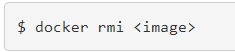 $ docker rmi <image>